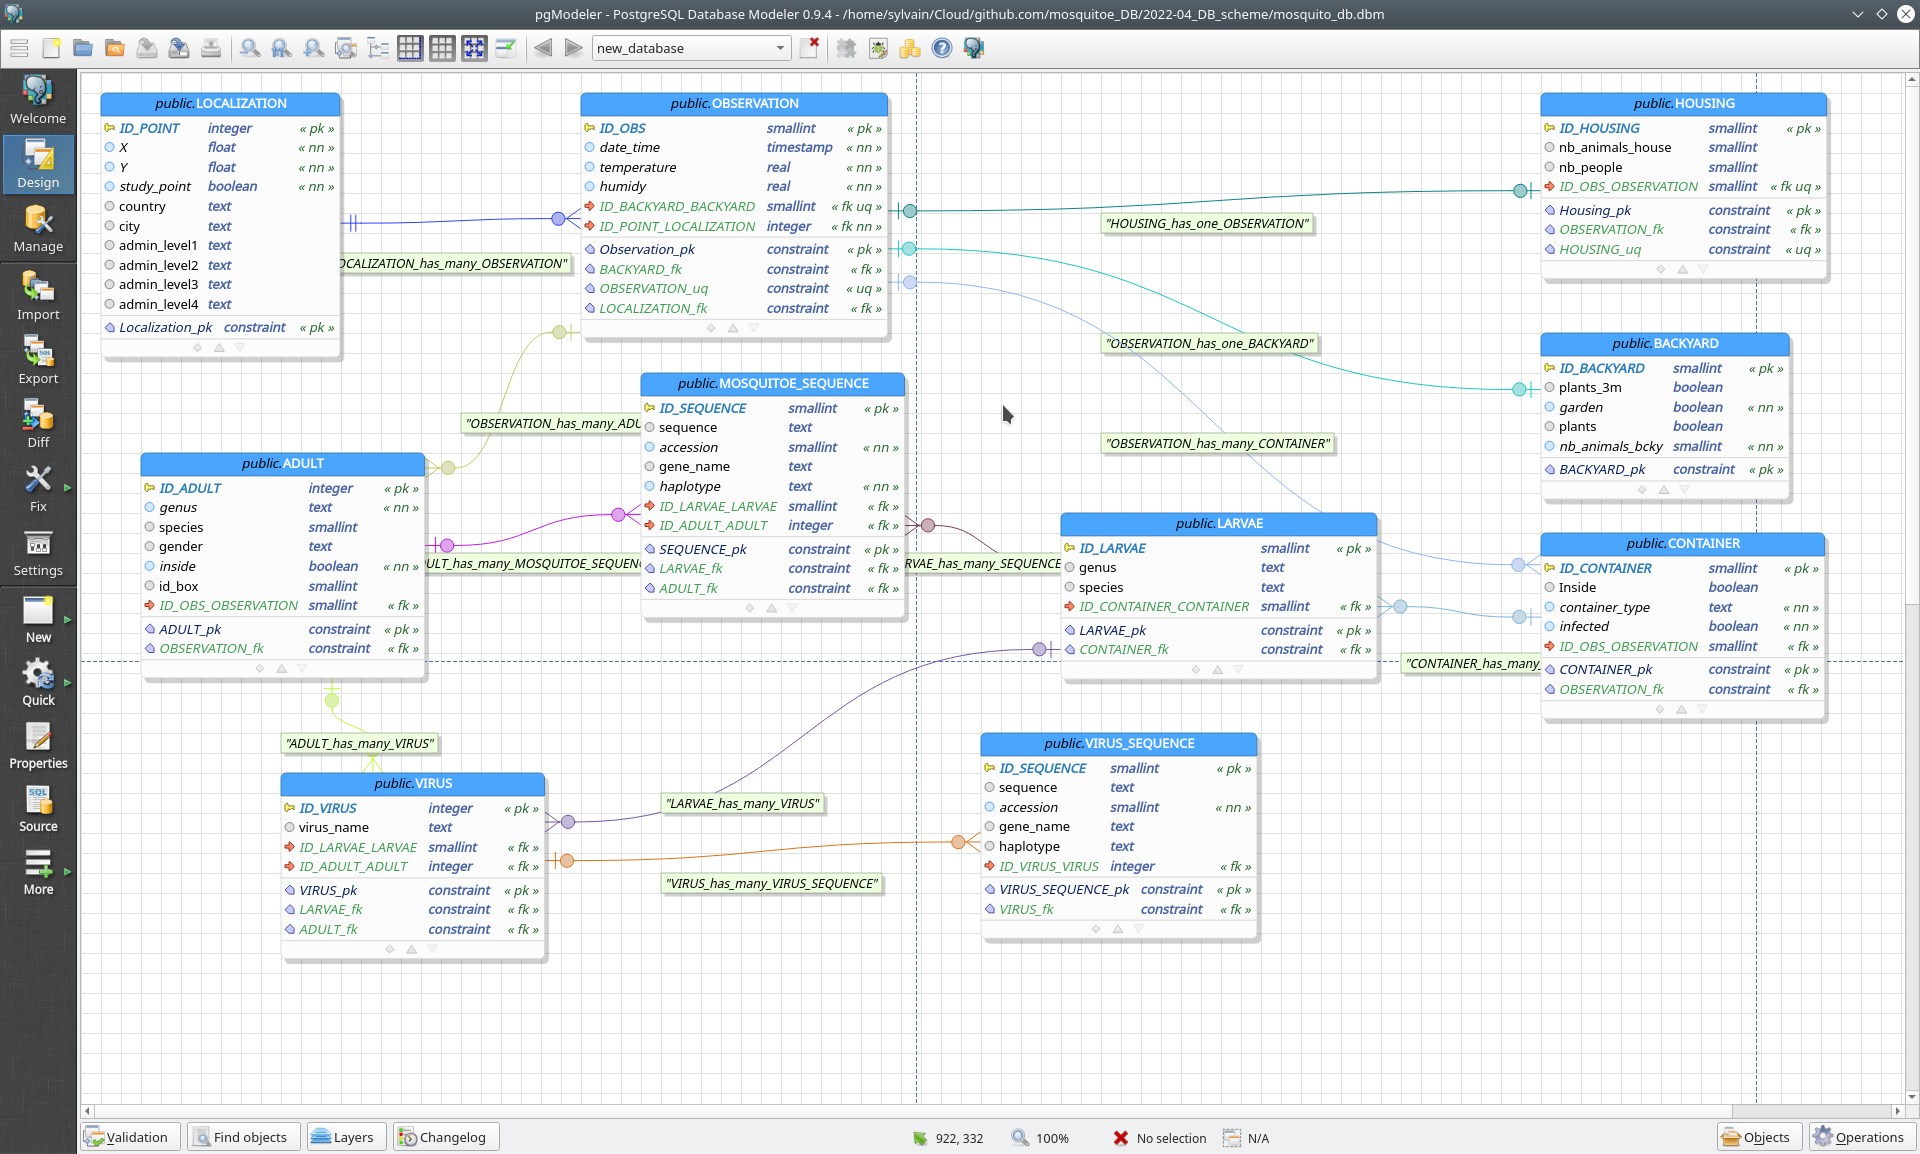 pgModeler - PostgreSQL Database Modeler 0.9.4 - /home/sylvain/Cloud/github.com/mosquitoe_DB/2022-04_DB_scheme/mosquito_db.dbm
new_database
Welcome
Design
Manage
Import
Export
Diff
Fix
Settings
New
Quick
Properties
SQL
Source
More
public.LOCALIZATION
ID_POINT integer « pk »
X float « nn »
Y float « nn »
study_point boolean « nn »
country text
city text
admin_level1 text
admin_level2 text
admin_level3 text
admin_level4 text
Localization_pk constraint « pk »
OCALIZATION_has_many_OBSERVATION"
public.OBSERVATION
ID_OBS smallint « pk »
date_time timestamp « nn »
temperature real « nn »
humidy real « nn »
ID_BACKYARD_BACKYARD smallint « fk uq »
ID_POINT_LOCALIZATION integer « fk nn »
Observation_pk constraint « pk »
BACKYARD_fk constraint « fk »
OBSERVATION_uq constraint « uq »
LOCALIZATION_fk constraint « fk »
"HOUSING_has_one_OBSERVATION"
public.HOUSING
ID_HOUSING smallint « pk »
nb_animals_house smallint
nb_people smallint
ID_OBS_OBSERVATION smallint « fk uq »
Housing_pk constraint « pk »
OBSERVATION_fk constraint « fk »
HOUSING_uq constraint « uq »
"OBSERVATION_has_one_BACKYARD"
public.BACKYARD
ID_BACKYARD smallint « pk »
plants_3m boolean
garden boolean « nn »
plants boolean
nb_animals_bcky smallint « nn »
BACKYARD_pk constraint « pk »
"OBSERVATION_has_many_ADU
public.MOSQUITOE_SEQUENCE
ID_SEQUENCE smallint « pk »
sequence text
accession smallint « nn »
gene_name text
haplotype text « nn »
ID_LARVAE_LARVAE smallint « fk »
ID_ADULT_ADULT integer « fk »
SEQUENCE_pk constraint « pk »
LARVAE_fk constraint « fk »
ADULT_fk constraint « fk »
"OBSERVATION_has_many_CONTAINER"
public.ADULT
ID_ADULT integer « pk »
genus text « nn »
species smallint
gender text
inside boolean « nn »
id_box smallint
ID_OBS_OBSERVATION smallint « fk »
ADULT_pk constraint « pk »
OBSERVATION_fk constraint « fk »
ULT_has_many_MOSQUITOE_SEQUENC
RVAE_has_many_SEQUENCE
public.LARVAE
ID_LARVAE smallint « pk »
genus text
species text
ID_CONTAINER_CONTAINER smallint « fk »
LARVAE_pk constraint « pk »
CONTAINER_fk constraint « fk »
public.CONTAINER
ID_CONTAINER smallint « pk »
Inside boolean
container_type text « nn »
infected boolean « nn »
ID_OBS_OBSERVATION smallint « fk »
CONTAINER_pk constraint « pk »
OBSERVATION_fk constraint « fk »
"CONTAINER_has_many_
"ADULT_has_many_VIRUS"
public.VIRUS
ID_VIRUS integer « pk »
virus_name text
ID_LARVAE_LARVAE smallint « fk »
ID_ADULT_ADULT integer « fk »
VIRUS_pk constraint « pk »
LARVAE_fk constraint « fk »
ADULT_fk constraint « fk »
"LARVAE_has_many_VIRUS"
"VIRUS_has_many_VIRUS_SEQUENCE"
public.VIRUS_SEQUENCE
ID_SEQUENCE smallint « pk »
sequence text
accession smallint « nn »
gene_name text
haplotype text
ID_VIRUS_VIRUS integer « fk »
VIRUS_SEQUENCE_pk constraint « pk »
VIRUS_fk constraint « fk »
Validation
Find objects
Layers
Changelog
922, 332
100%
No selection
N/A
Objects
Operations